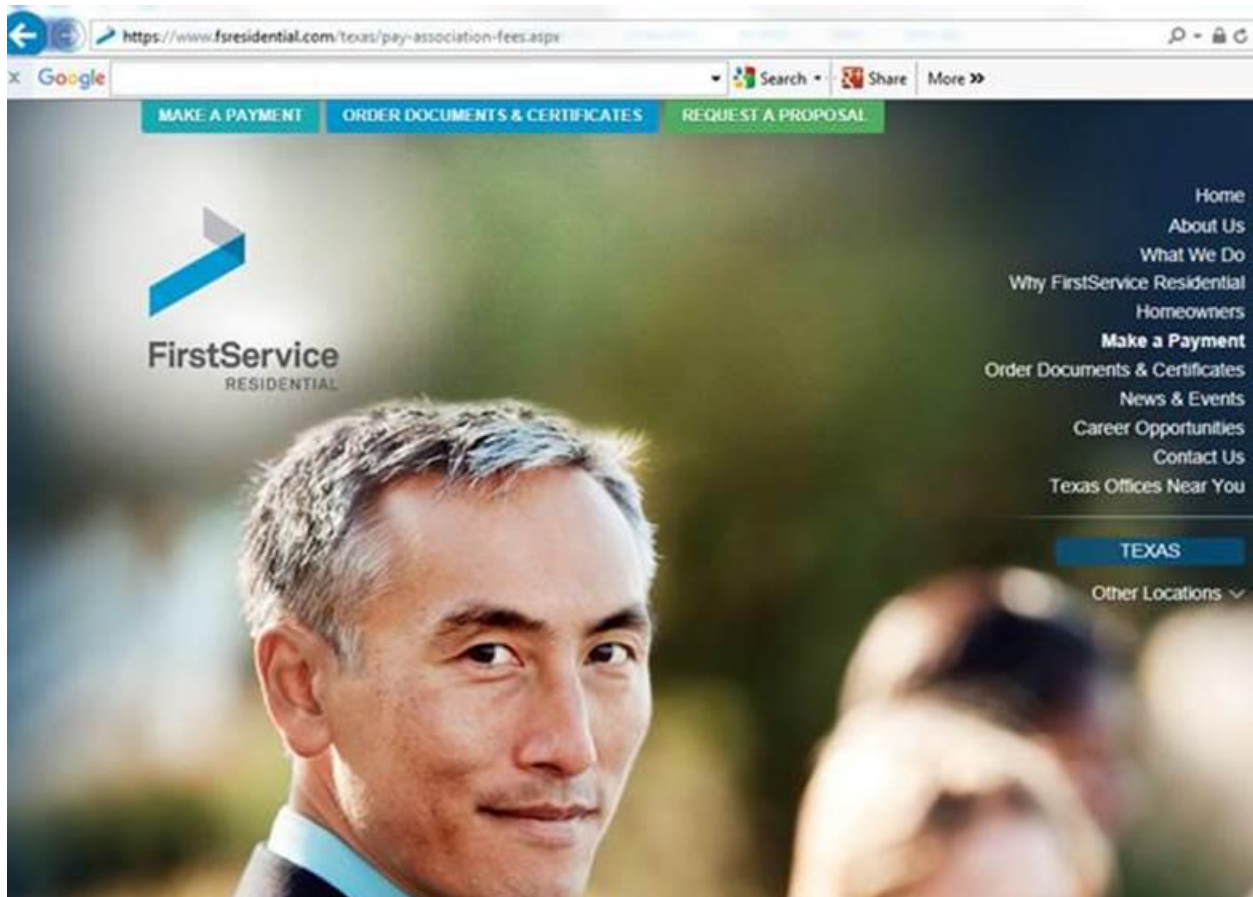 https://www.fsresidential.com/texas/pay-association-fees.aspx
x Google Search Share More »
MAKE A PAYMENT ORDER DOCUMENTS & CERTIFICATES REQUEST A PROPOSAL
Home
About Us
What We Do
Why FirstService Residential
Homeowners
Make a Payment
Order Documents & Certificates
News & Events
Career Opportunities
Contact Us
Texas Offices Near You
TEXAS
Other Locations
FirstService
RESIDENTIAL